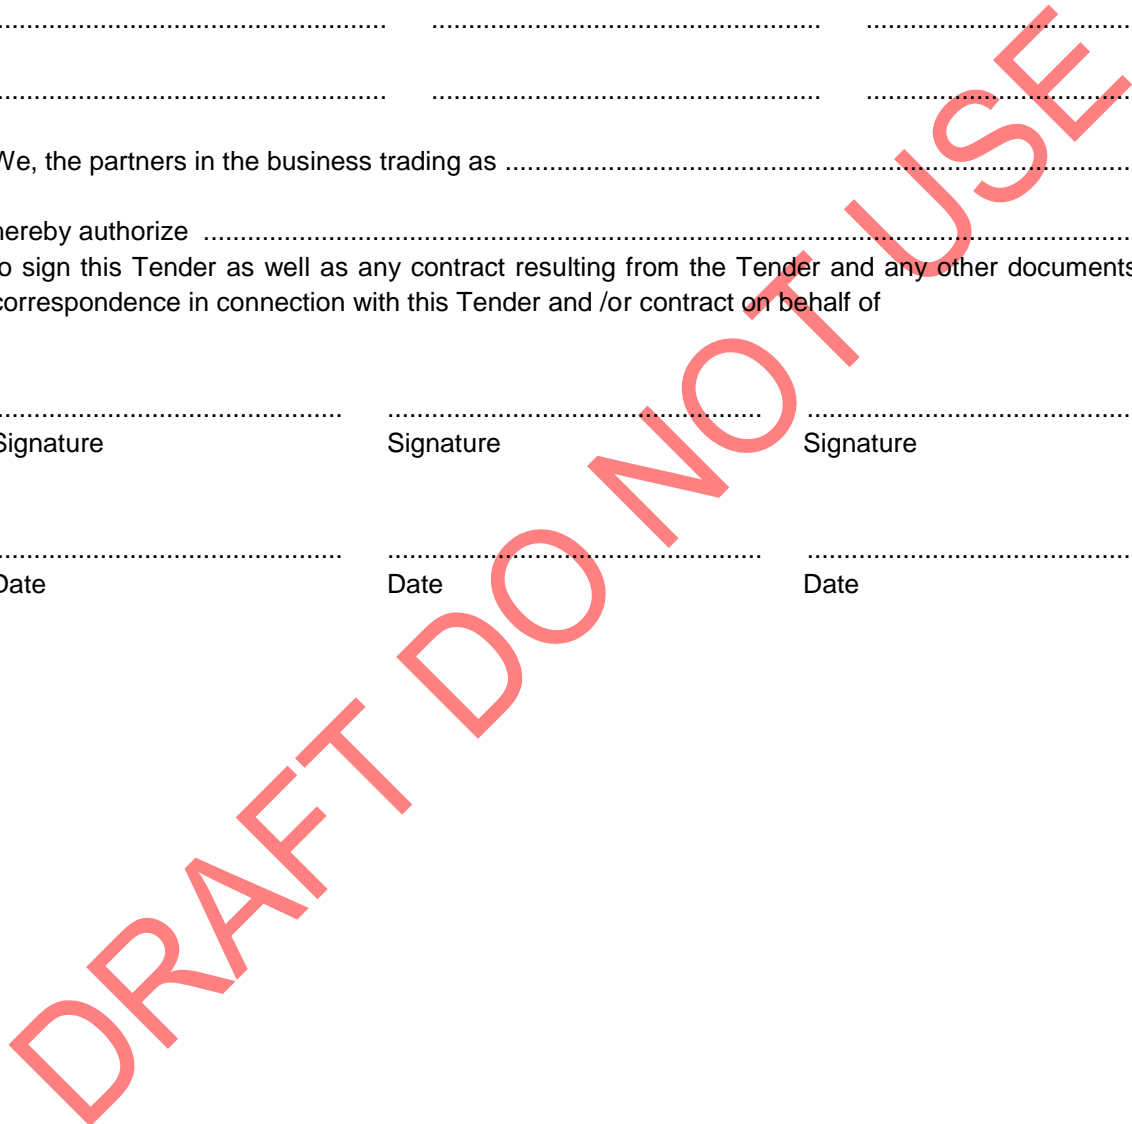 .................................................... .................................................... ....................................
.................................................... .................................................... ....................................
We, the partners in the business trading as ....................................................................................
hereby authorize ............................................................................................................................
to sign this Tender as well as any contract resulting from the Tender and any other documents
correspondence in connection with this Tender and /or contract on behalf of
.............................................. .................................................. ............................................
Signature Signature Signature
.............................................. .................................................. ............................................
Date Date Date
DRAFT DO NOT USE